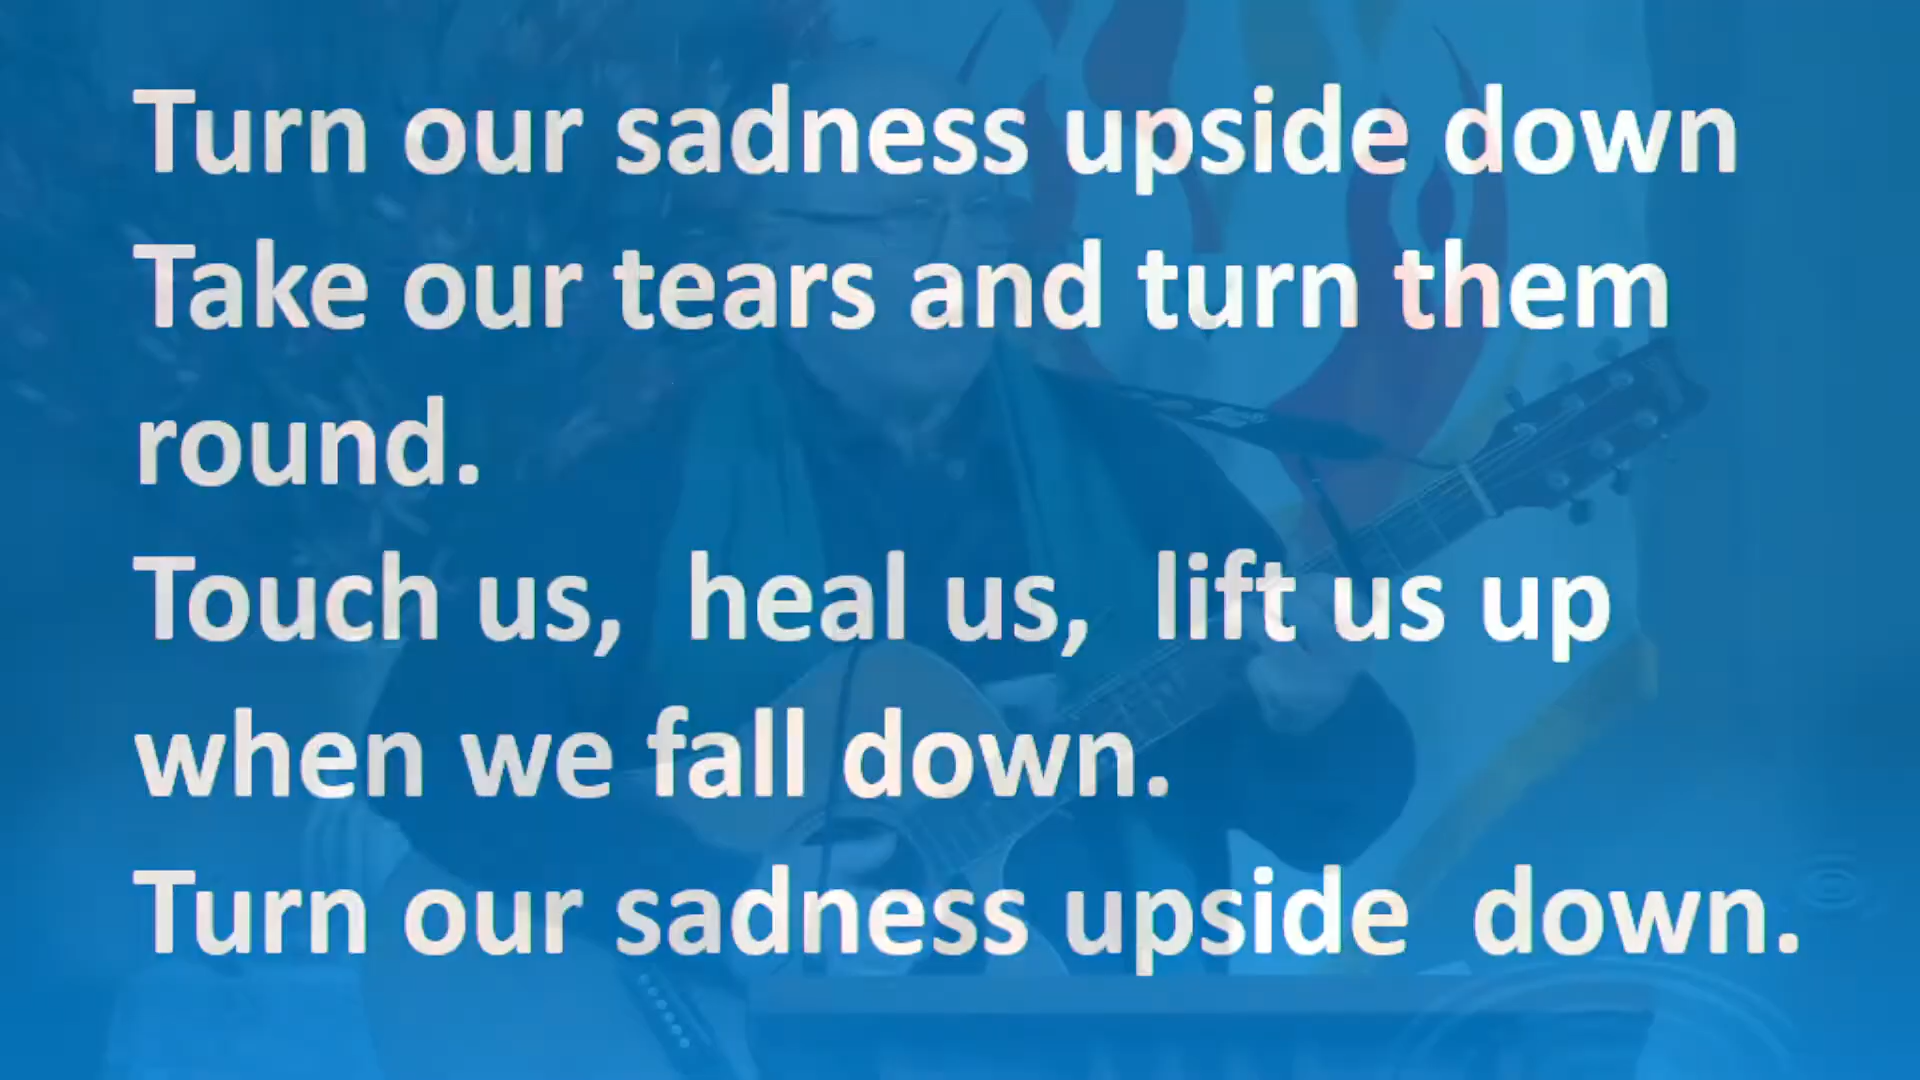 Turn our sadness upside down
Take our tears and turn them
round.
Touch us,  heal us,  lift us up
when we fall down.
Turn our sadness upside  down.